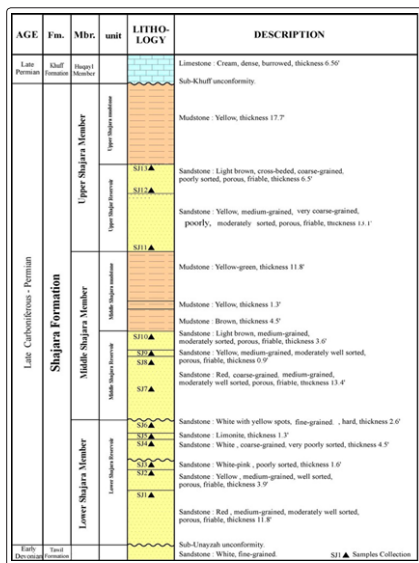 AGE Fm. Mbr. unit LITHO-LOGY DESCRIPTION
Late Permian
Khuff Formation
Huqayl Member
Limestone : Cream, dense, burrowed, thickness 6.56'
Sub-Khuff unconformity.
Late Carboniferous - Permian
Shajara Formation
Upper Shajara Member
Upper Shajara mudstone
Mudstone : Yellow, thickness 17.7'
Upper Shajar Reservoir
SJ13▲
Sandstone : Light brown, cross-beded, coarse-grained,
poorly sorted, porous, friable, thickness 6.5'
SJ12▲
Sandstone : Yellow, medium-grained, very coarse-grained,
poorly, moderately sorted, porous, friable, thickness 13.1'
SJ11▲
Middle Shajara Member
Middle Shajara mudstone
Mudstone : Yellow-green, thickness 11.8'
Mudstone : Yellow, thickness 1.3'
Mudstone : Brown, thickness 4.5'
Middle Shajara Reservoir
SJ10▲
Sandstone : Light brown, medium-grained,
moderately sorted, porous, friable, thickness 3.6'
SJ9▲
SJ8▲
Sandstone : Yellow, medium-grained, moderately well sorted,
porous, friable, thickness 0.9'
Sandstone : Red, coarse-grained, medium-grained,
moderately well sorted, porous, friable, thickness 13.4'
SJ7▲
Lower Shajara Member
Lower Shajara Reservoir
SJ6▲
Sandstone : White with yellow spots, fine-grained, , hard, thickness 2.6'
SJ5▲
Sandstone : Limonite, thickness 1.3'
SJ4▲
Sandstone : White , coarse-grained, very poorly sorted, thickness 4.5'
SJ3▲
Sandstone : White-pink , poorly sorted, thickness 1.6'
SJ2▲
Sandstone : Yellow , medium-grained, well sorted,
porous, friable, thickness 3.9'
SJ1▲
Sandstone : Red , medium-grained, moderately well sorted,
porous, friable, thickness 11.8'
Early Devonian
Tawil Formation
Sub-Unayzah unconformity.
Sandstone : White, fine-grained.
SJ1 ▲ Samples Collection